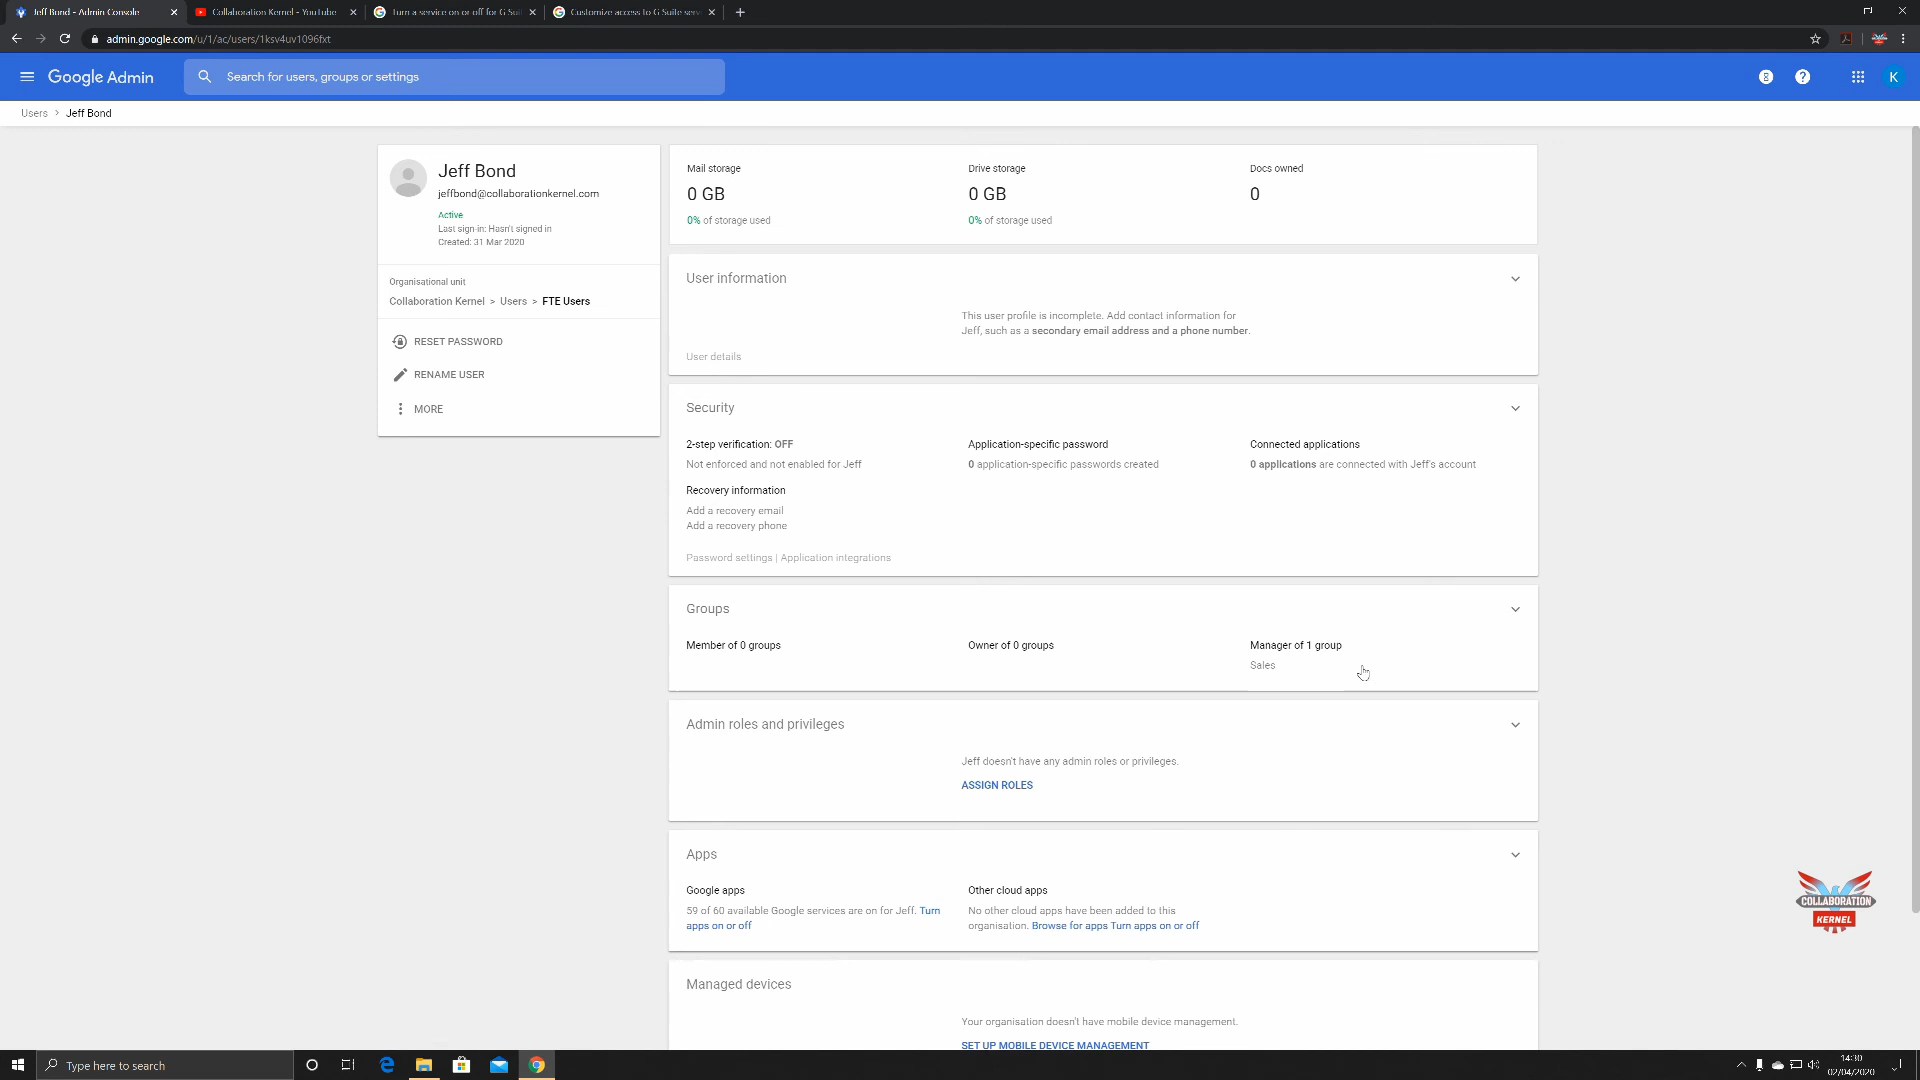 Jeff Bond - Admin Console
Collaboration Kernel - YouTube
Turn a service on or off for G Sui
Customize access to G Suite serv
admin.google.com/u/1/ac/users/1ksv4uv1096fxt
Google Admin
Search for users, groups or settings
K
Users > Jeff Bond
Jeff Bond
jeffbond@collaborationkernel.com
Active
Last sign-in: Hasn't signed in
Created: 31 Mar 2020
Organisational unit
Collaboration Kernel > Users > FTE Users
RESET PASSWORD
RENAME USER
MORE
Mail storage
0 GB
0% of storage used
Drive storage
0 GB
0% of storage used
Docs owned
0
User information
This user profile is incomplete. Add contact information for
Jeff, such as a secondary email address and a phone number.
User details
Security
2-step verification: OFF
Not enforced and not enabled for Jeff
Application-specific password
0 application-specific passwords created
Connected applications
0 applications are connected with Jeff's account
Recovery information
Add a recovery email
Add a recovery phone
Password settings | Application integrations
Groups
Member of 0 groups
Owner of 0 groups
Manager of 1 group
Sales
Admin roles and privileges
Jeff doesn't have any admin roles or privileges.
ASSIGN ROLES
Apps
Google apps
59 of 60 available Google services are on for Jeff. Turn
apps on or off
Other cloud apps
No other cloud apps have been added to this
organisation. Browse for apps Turn apps on or off
Managed devices
Your organisation doesn't have mobile device management.
SET UP MOBILE DEVICE MANAGEMENT
COLLABORATION
KERNEL
Type here to search
14:30
02/04/2020